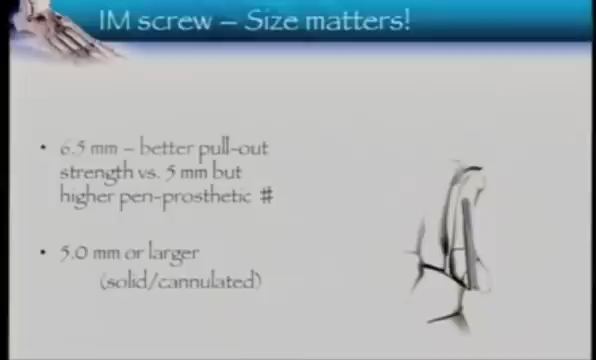 IM screw – Size matters!
• 6.5 mm – better pull-out
strength vs. 5 mm but
higher pen-prosthetic #
• 5.0 mm or larger
(solid/cannulated)